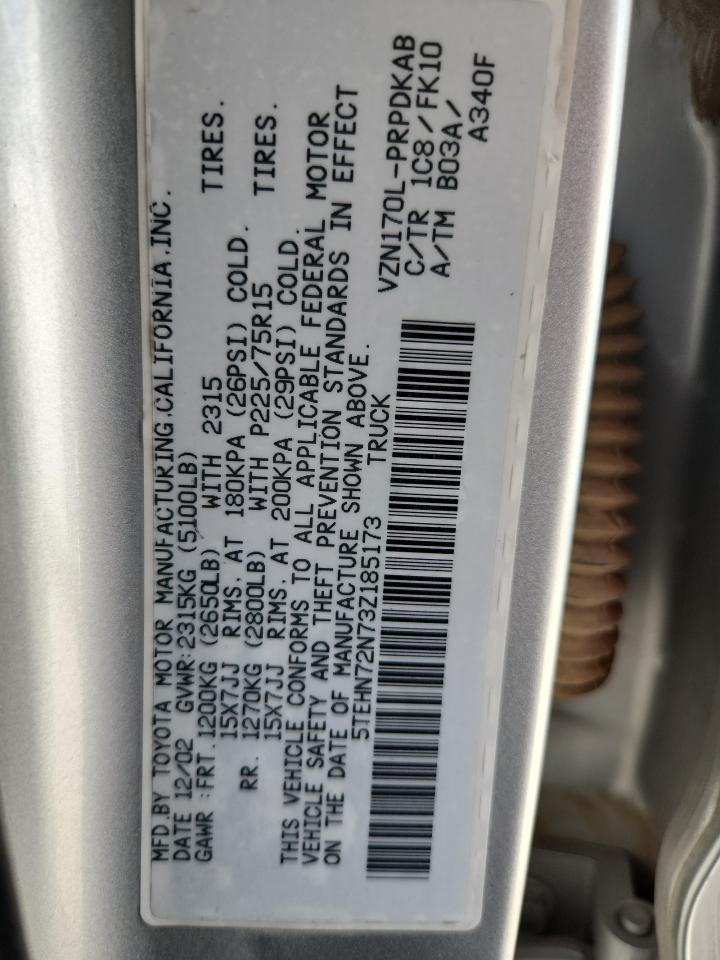 MFD.BY TOYOTA MOTOR MANUFACTURING.CALIFORNIA.INC.
DATE 12/02 GVWR:2315KG (5100LB)
GAWR :FRT.1200KG (2650LB) WITH 2315 TIRES.
15X7JJ RIMS, AT 180KPA (26PSI) COLD.
RR. 1270KG (2800LB) WITH P225/75R15 TIRES.
15X7JJ RIMS, AT 200KPA (29PSI) COLD.
THIS VEHICLE CONFORMS TO ALL APPLICABLE FEDERAL MOTOR
VEHICLE SAFETY AND THEFT PREVENTION STANDARDS IN EFFECT
ON THE DATE OF MANUFACTURE SHOWN ABOVE.
5TEHN72N73Z185173 TRUCK
VZN170L-PRPDKAB
C/TR 1C8/FK10
A/TM B03A/
A340F